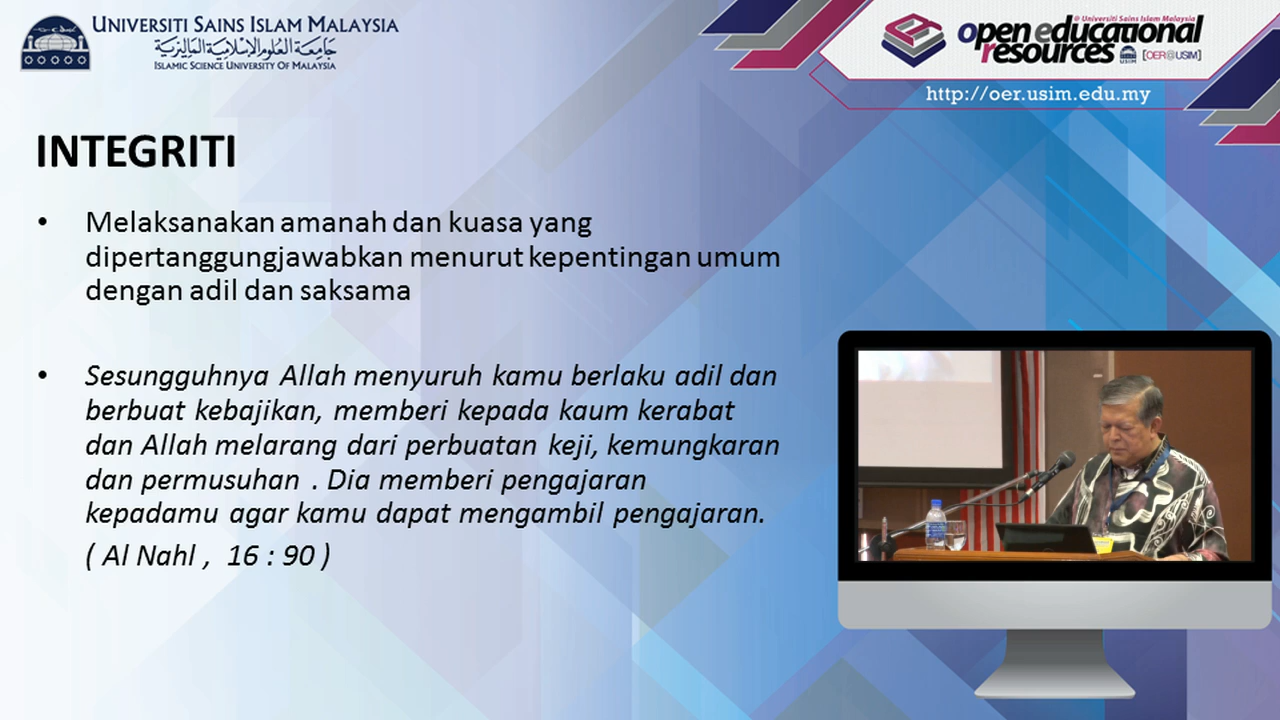 UNIVERSITI SAINS ISLAM MALAYSIA
جامعة العلوم الإسلامية الماليزية
ISLAMIC SCIENCE UNIVERSITY OF MALAYSIA
@ Universiti Sains Islam Malaysia
open educational
resources
USIM
[OER@USIM]
http://oer.usim.edu.my
INTEGRITI
• Melaksanakan amanah dan kuasa yang
dipertanggungjawabkan menurut kepentingan umum
dengan adil dan saksama
• Sesungguhnya Allah menyuruh kamu berlaku adil dan
berbuat kebajikan, memberi kepada kaum kerabat
dan Allah melarang dari perbuatan keji, kemungkaran
dan permusuhan . Dia memberi pengajaran
kepadamu agar kamu dapat mengambil pengajaran.
( Al Nahl , 16 : 90 )